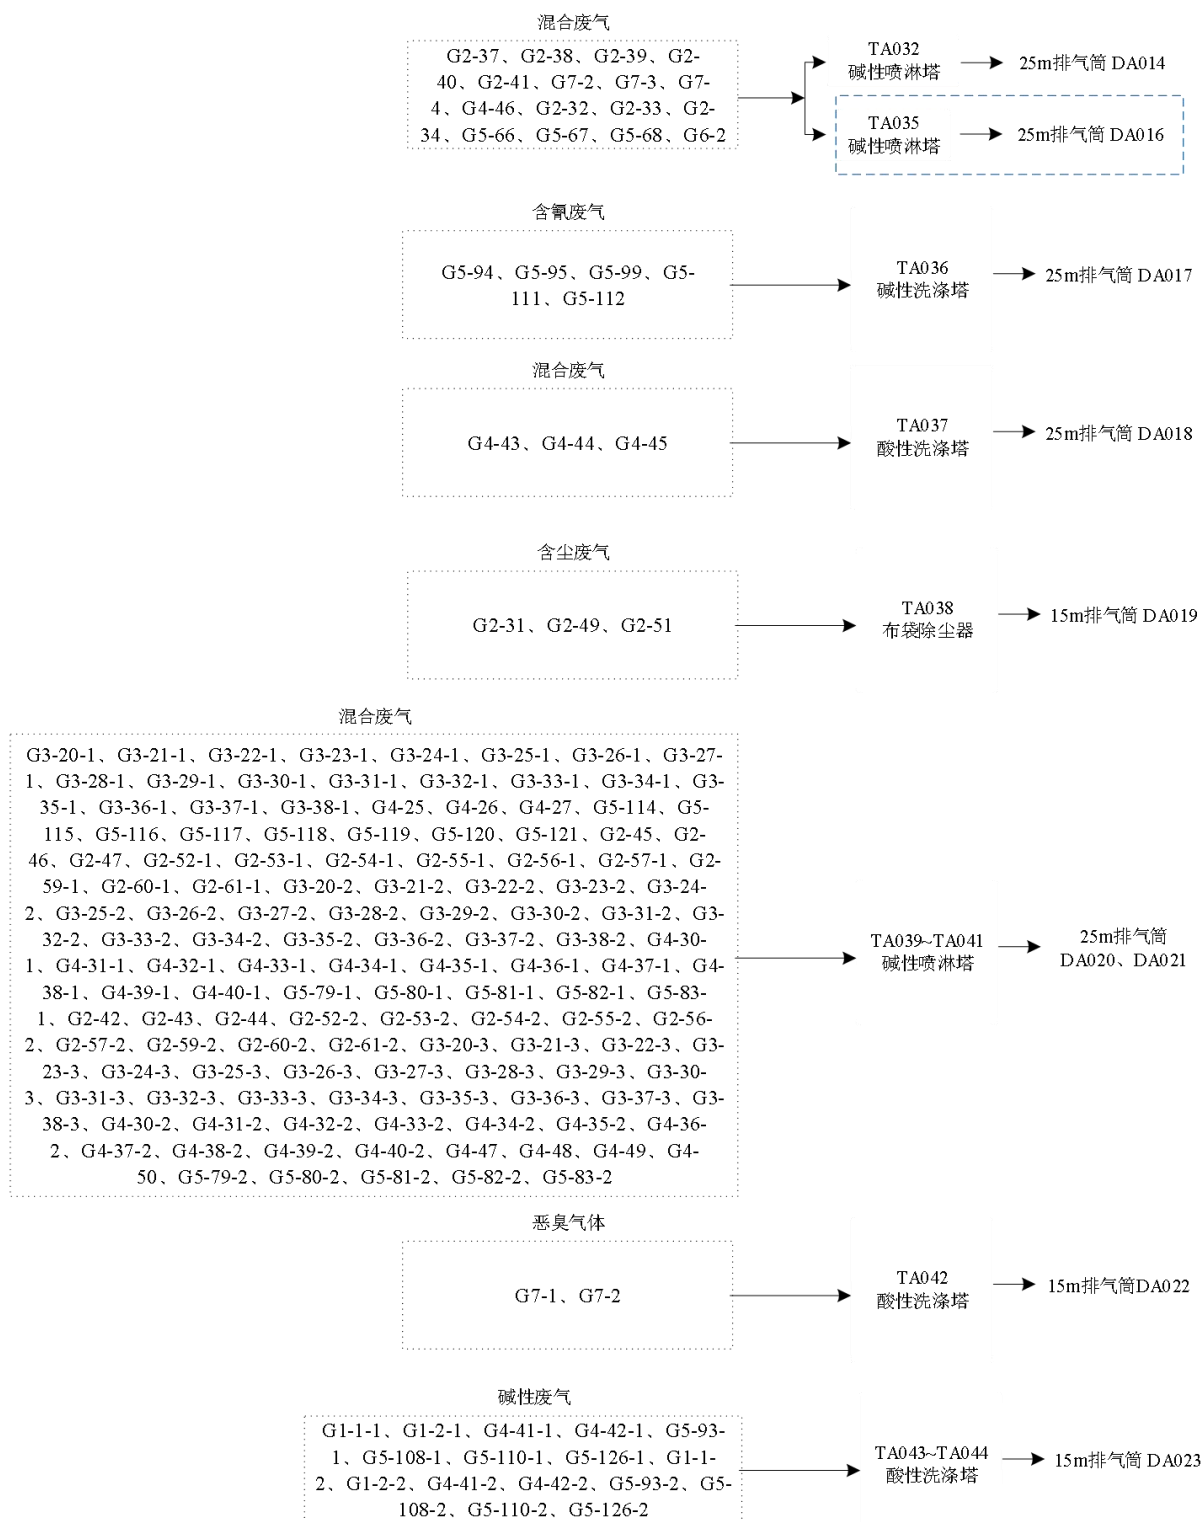 混合废气
G2-37、G2-38、G2-39、G2-
40、G2-41、G7-2、G7-3、G7-
4、G4-46、G2-32、G2-33、G2-
34、G5-66、G5-67、G5-68、G6-2
TA032
碱性喷淋塔
25m排气筒 DA014
TA035
碱性喷淋塔
25m排气筒 DA016
含氰废气
G5-94、G5-95、G5-99、G5-
111、G5-112
TA036
碱性洗涤塔
25m排气筒 DA017
混合废气
G4-43、G4-44、G4-45
TA037
酸性洗涤塔
25m排气筒 DA018
含尘废气
G2-31、G2-49、G2-51
TA038
布袋除尘器
15m排气筒 DA019
混合废气
G3-20-1、G3-21-1、G3-22-1、G3-23-1、G3-24-1、G3-25-1、G3-26-1、G3-27-
1、G3-28-1、G3-29-1、G3-30-1、G3-31-1、G3-32-1、G3-33-1、G3-34-1、G3-
35-1、G3-36-1、G3-37-1、G3-38-1、G4-25、G4-26、G4-27、G5-114、G5-
115、G5-116、G5-117、G5-118、G5-119、G5-120、G5-121、G2-45、G2-
46、G2-47、G2-52-1、G2-53-1、G2-54-1、G2-55-1、G2-56-1、G2-57-1、G2-
59-1、G2-60-1、G2-61-1、G3-20-2、G3-21-2、G3-22-2、G3-23-2、G3-24-
2、G3-25-2、G3-26-2、G3-27-2、G3-28-2、G3-29-2、G3-30-2、G3-31-2、G3-
32-2、G3-33-2、G3-34-2、G3-35-2、G3-36-2、G3-37-2、G3-38-2、G4-30-
1、G4-31-1、G4-32-1、G4-33-1、G4-34-1、G4-35-1、G4-36-1、G4-37-1、G4-
38-1、G4-39-1、G4-40-1、G5-79-1、G5-80-1、G5-81-1、G5-82-1、G5-83-
1、G2-42、G2-43、G2-44、G2-52-2、G2-53-2、G2-54-2、G2-55-2、G2-56-
2、G2-57-2、G2-59-2、G2-60-2、G2-61-2、G3-20-3、G3-21-3、G3-22-3、G3-
23-3、G3-24-3、G3-25-3、G3-26-3、G3-27-3、G3-28-3、G3-29-3、G3-30-
3、G3-31-3、G3-32-3、G3-33-3、G3-34-3、G3-35-3、G3-36-3、G3-37-3、G3-
38-3、G4-30-2、G4-31-2、G4-32-2、G4-33-2、G4-34-2、G4-35-2、G4-36-
2、G4-37-2、G4-38-2、G4-39-2、G4-40-2、G4-47、G4-48、G4-49、G4-
50、G5-79-2、G5-80-2、G5-81-2、G5-82-2、G5-83-2
TA039~TA041
碱性喷淋塔
25m排气筒
DA020、DA021
恶臭气体
G7-1、G7-2
TA042
酸性洗涤塔
15m排气筒DA022
碱性废气
G1-1-1、G1-2-1、G4-41-1、G4-42-1、G5-93-
1、G5-108-1、G5-110-1、G5-126-1、G1-1-
2、G1-2-2、G4-41-2、G4-42-2、G5-93-2、G5-
108-2、G5-110-2、G5-126-2
TA043~TA044
酸性洗涤塔
15m排气筒 DA023